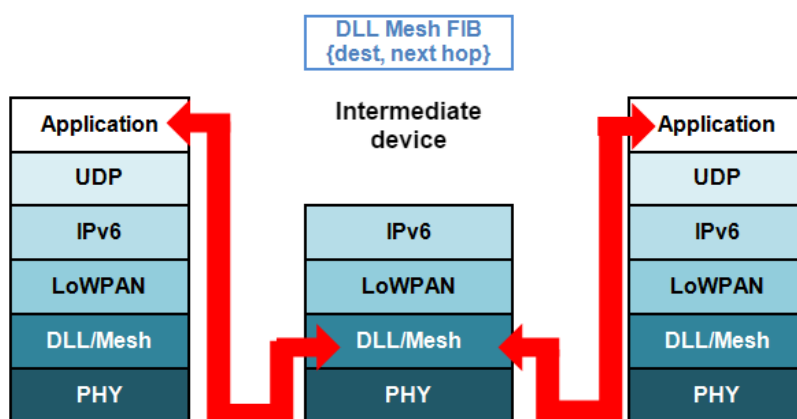 DLL Mesh FIB
{dest, next hop}
Intermediate
device
Application
UDP
IPv6
LoWPAN
DLL/Mesh
PHY
IPv6
LoWPAN
DLL/Mesh
PHY
Application
UDP
IPv6
LoWPAN
DLL/Mesh
PHY